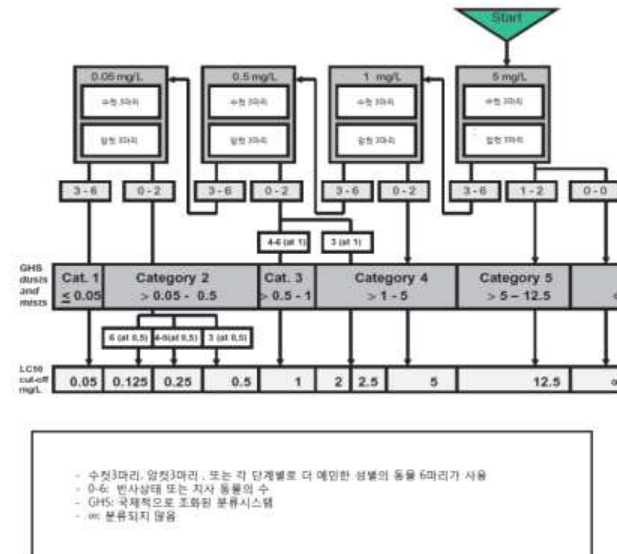 Start
0.05 mg/L
0.5 mg/L
1 mg/L
5 mg/L
수컷 3마리
수컷 3마리
수컷 3마리
수컷 3마리
암컷 3마리
암컷 3마리
암컷 3마리
암컷 3마리
3 - 6
0 - 2
3 - 6
0 - 2
3 - 6
0 - 2
3 - 6
1 - 2
0 - 0
4-6 (at 1)
3 (at 1)
GHS
dusts
and
mists
Cat. 1
≤ 0.05
Category 2
> 0.05 - 0.5
Cat. 3
> 0.5 - 1
Category 4
> 1 - 5
Category 5
> 5 – 12.5
6 (at 0,5)
4-5(at 0,5)
3 (at 0,5)
LC50
cut-off
mg/L
0.05
0.125
0.25
0.5
1
2
2.5
5
12.5
∞
- 수컷3마리. 암컷3마리 , 또는 각 단계별로 더 예민한 성별의 동물 6마리가 사용
- 0-6: 빈사상태 또는 치사 동물의 수
- GHS: 국제적으로 조화된 분류시스템
- ∞: 분류되지 않음